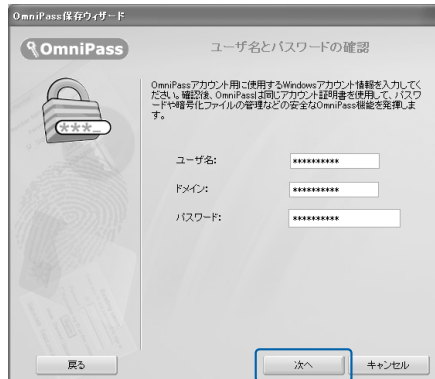 OmniPass保存ウィザード
OmniPass
ユーザ名とパスワードの確認
OmniPassアカウント用に使用するWindowsアカウント情報を入力してく
ださい。確認後、OmniPassは同じアカウント証明書を使用して、パスワ
ードや暗号化ファイルの管理などの安全なOmniPass機能を発揮しま
す。
***_
ユーザ名: **********
ドメイン: **********
パスワード: **********
戻る 次へ キャンセル